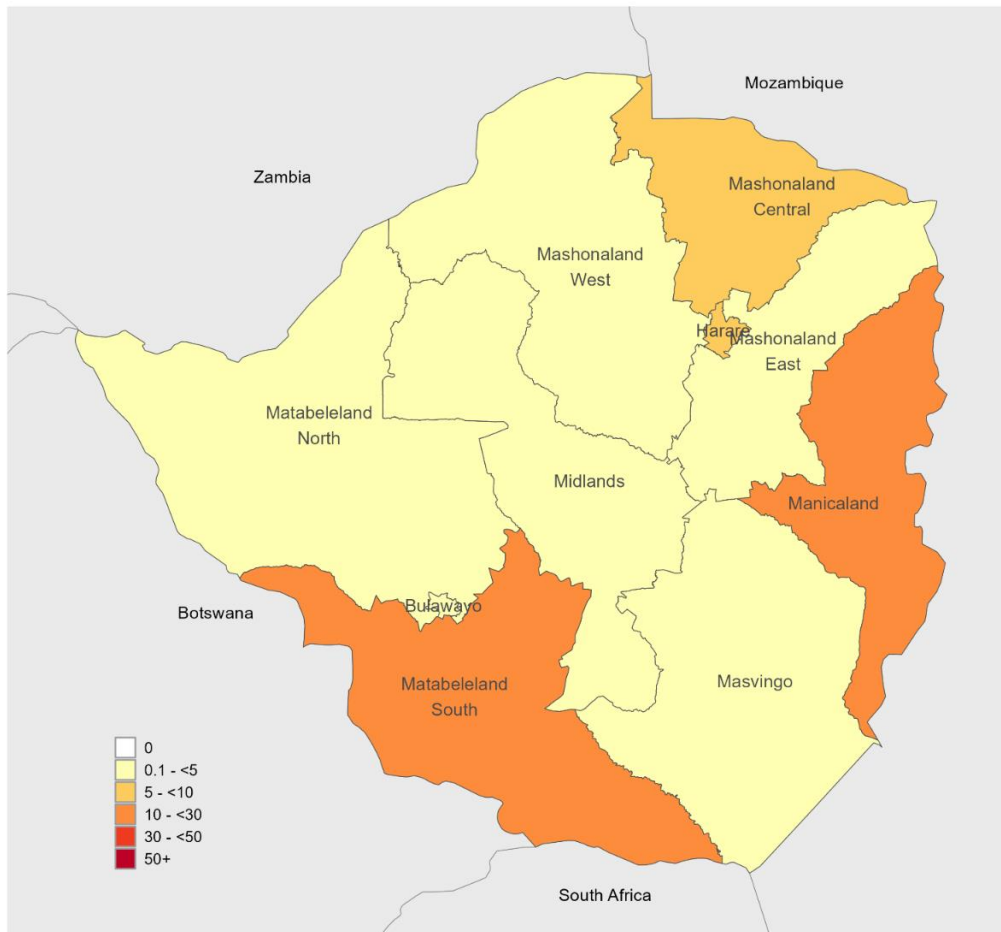 Mozambique
Zambia
Mashonaland
Central
Mashonaland
West
Harare
Mashonaland
East
Matabeleland
North
Midlands
Manicaland
Bulawayo
Botswana
Matabeleland
South
Masvingo
0
0.1 - <5
5 - <10
10 - <30
30 - <50
50+
South Africa